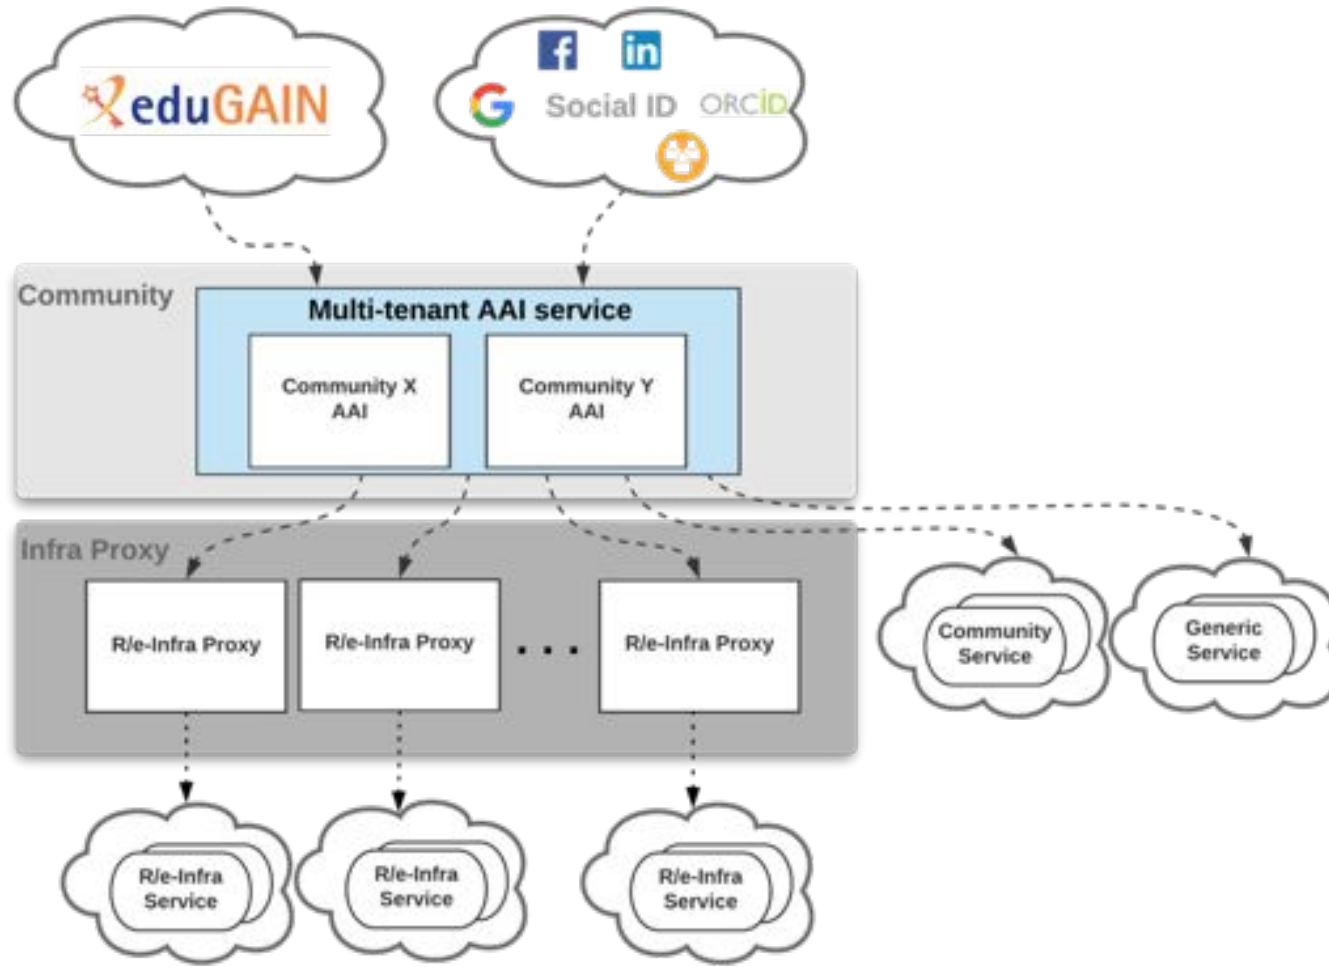 eduGAIN
f
in
G
Social ID
ORCiD
Community
Multi-tenant AAI service
Community X
AAI
Community Y
AAI
Infra Proxy
R/e-Infra Proxy
R/e-Infra Proxy
. . .
R/e-Infra Proxy
Community
Service
Generic
Service
R/e-Infra
Service
R/e-Infra
Service
R/e-Infra
Service